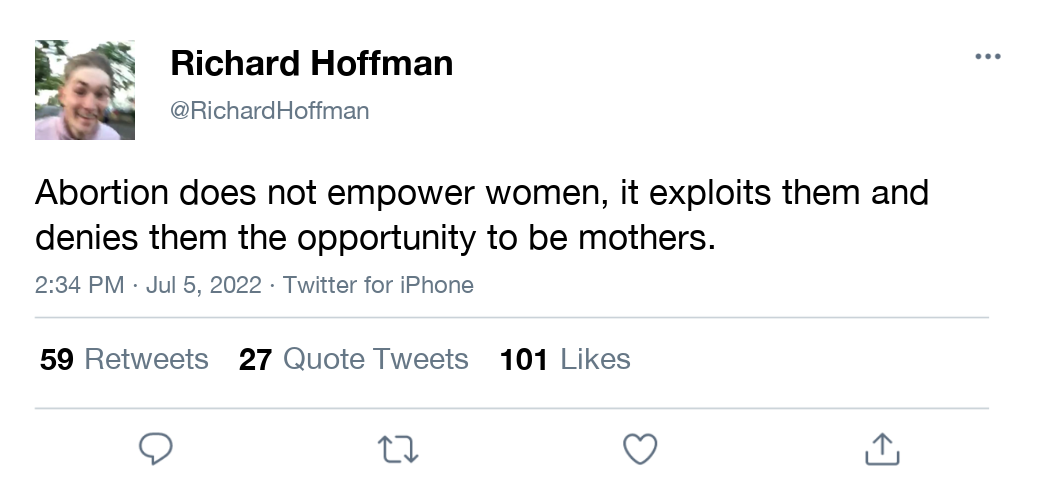 Richard Hoffman
@RichardHoffman
Abortion does not empower women, it exploits them and
denies them the opportunity to be mothers.
2:34 PM · Jul 5, 2022 · Twitter for iPhone
59 Retweets 27 Quote Tweets 101 Likes